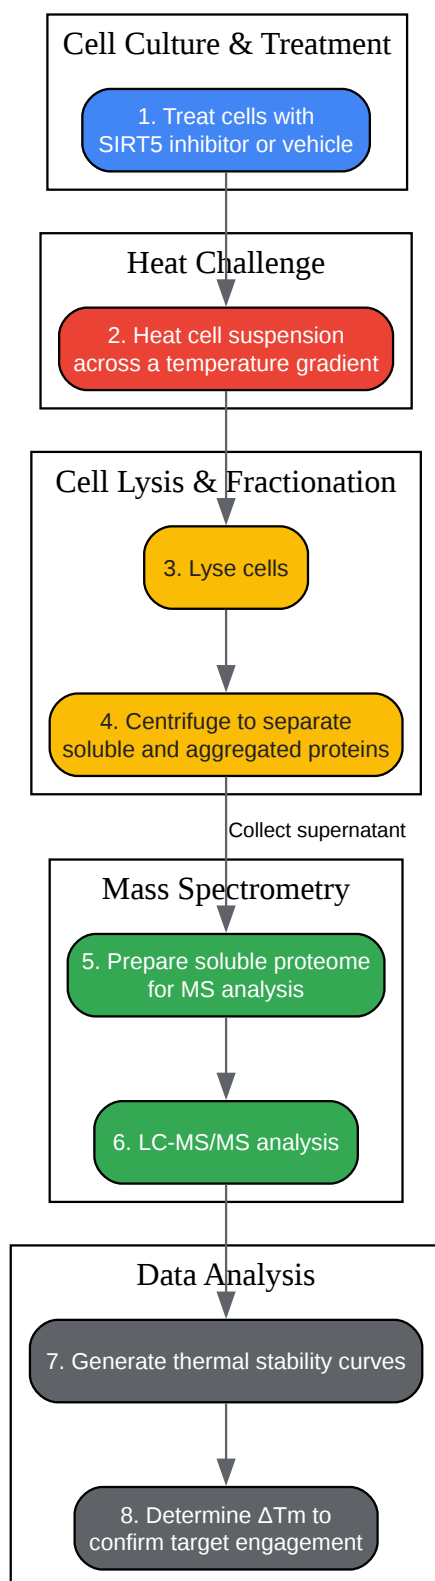 Cell Culture & Treatment
1. Treat cells with
SIRT5 inhibitor or vehicle
Heat Challenge
2. Heat cell suspension
across a temperature gradient
Cell Lysis & Fractionation
3. Lyse cells
4. Centrifuge to separate
soluble and aggregated proteins
Collect supernatant
Mass Spectrometry
5. Prepare soluble proteome
for MS analysis
6. LC-MS/MS analysis
Data Analysis
7. Generate thermal stability curves
8. Determine ΔTm to
confirm target engagement